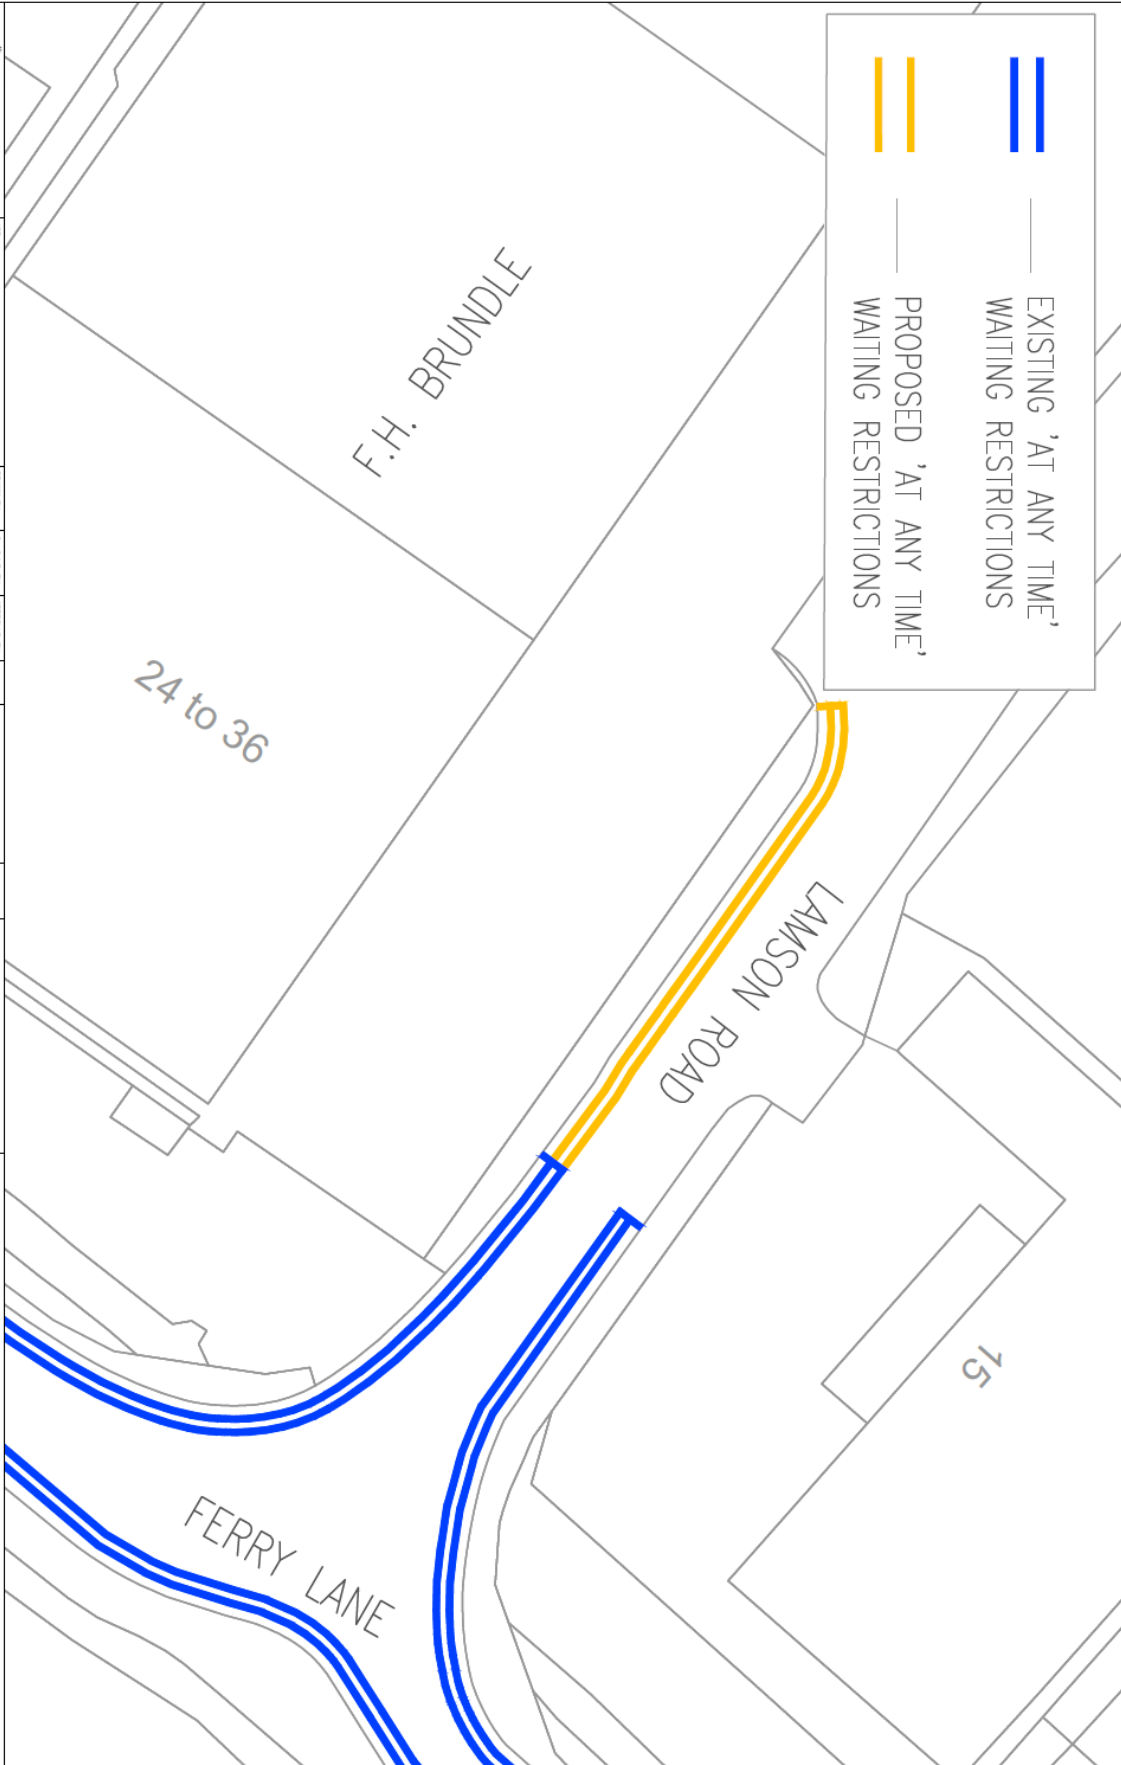 EXISTING 'AT ANY TIME'
WAITING RESTRICTIONS
PROPOSED 'AT ANY TIME'
WAITING RESTRICTIONS
F.H. BRUNDLE
24 to 36
LAMSON ROAD
15
FERRY LANE